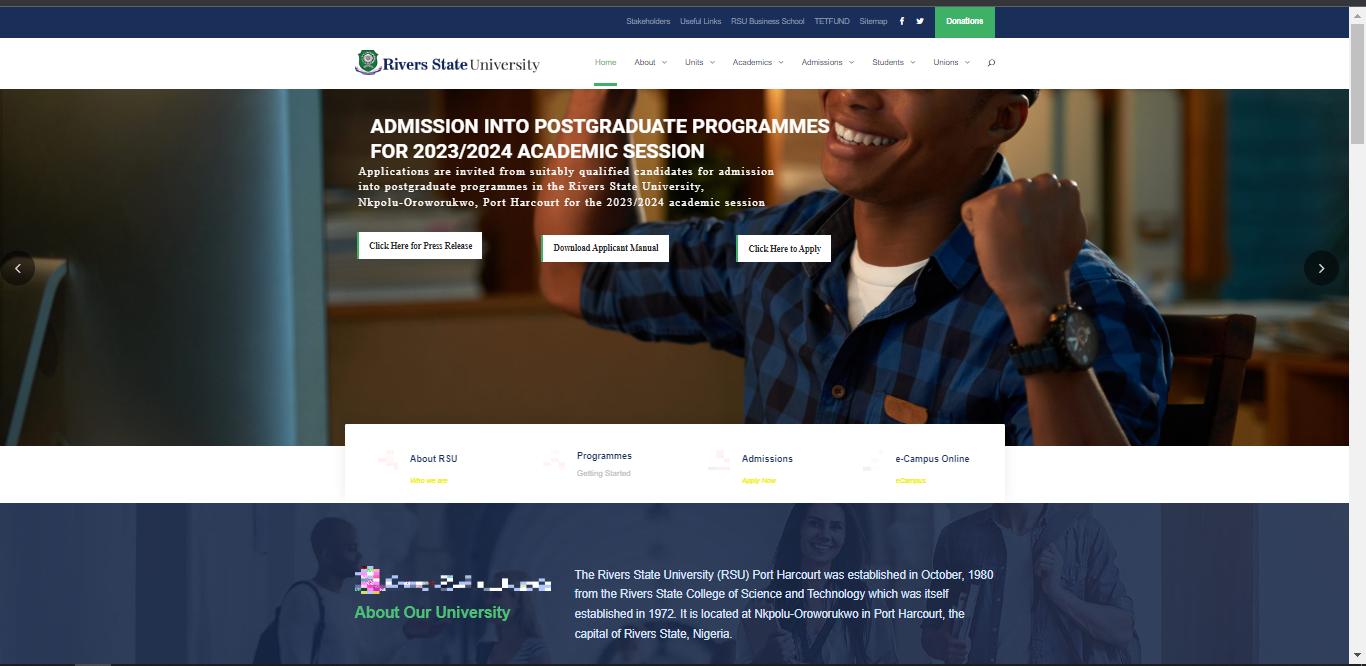 Stakeholders Useful Links RSU Business School TETFUND Sitemap Donations
Rivers State University Home About Units Academics Admissions Students Unions
ADMISSION INTO POSTGRADUATE PROGRAMMES
FOR 2023/2024 ACADEMIC SESSION
Applications are invited from suitably qualified candidates for admission
into postgraduate programmes in the Rivers State University,
Nkpolu-Oroworukwo, Port Harcourt for the 2023/2024 academic session
Click Here for Press Release Download Applicant Manual Click Here to Apply
About RSU Programmes Admissions e-Campus Online
Who we are Getting Started Apply Now eCampus
About Our University
The Rivers State University (RSU) Port Harcourt was established in October, 1980
from the Rivers State College of Science and Technology which was itself
established in 1972. It is located at Nkpolu-Oroworukwo in Port Harcourt, the
capital of Rivers State, Nigeria.